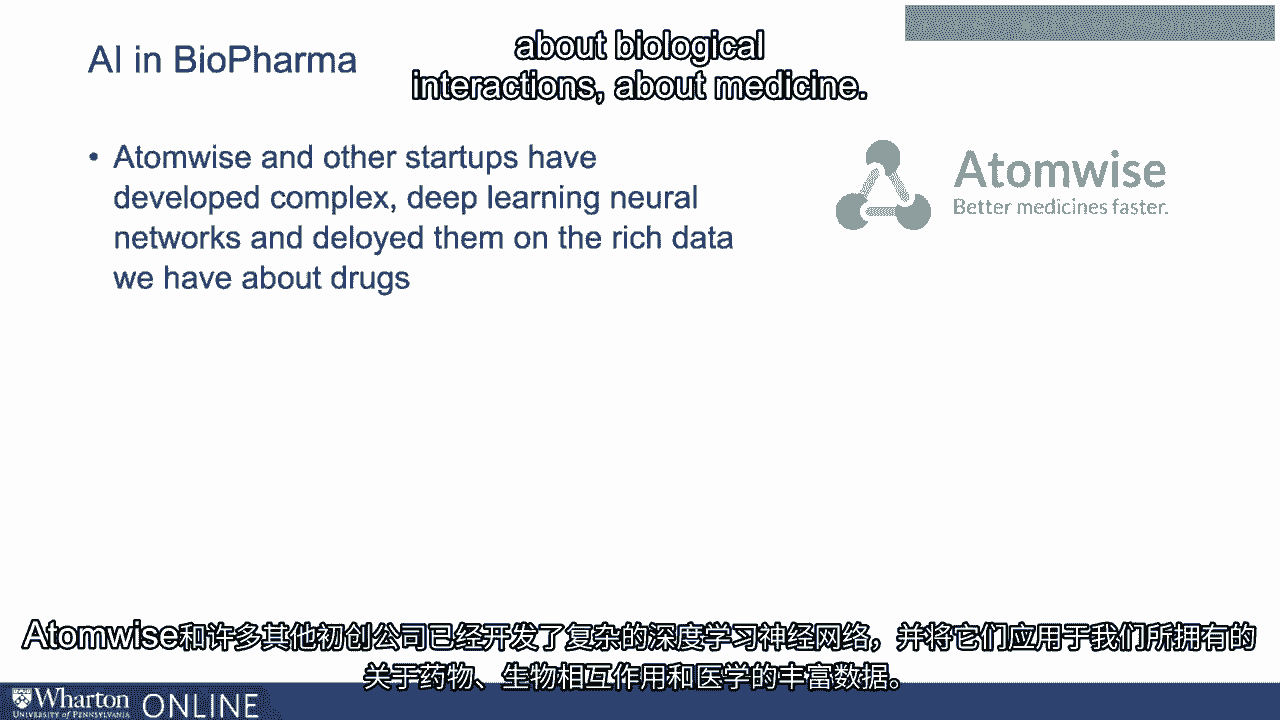 AI in BioPharma
about biological
interactions, about medicine.
• Atomwise and other startups have
developed complex, deep learning neural
networks and deloyed them on the rich data
we have about drugs
Atomwise
Better medicines faster.
Atomwise和许多其他初创公司已经开发了复杂的深度学习神经网络，并将它们应用于我们所拥有的
关于药物、生物相互作用和医学的丰富数据。
Wharton
UNIVERSITY of PENNSYLVANIA
ONLINE